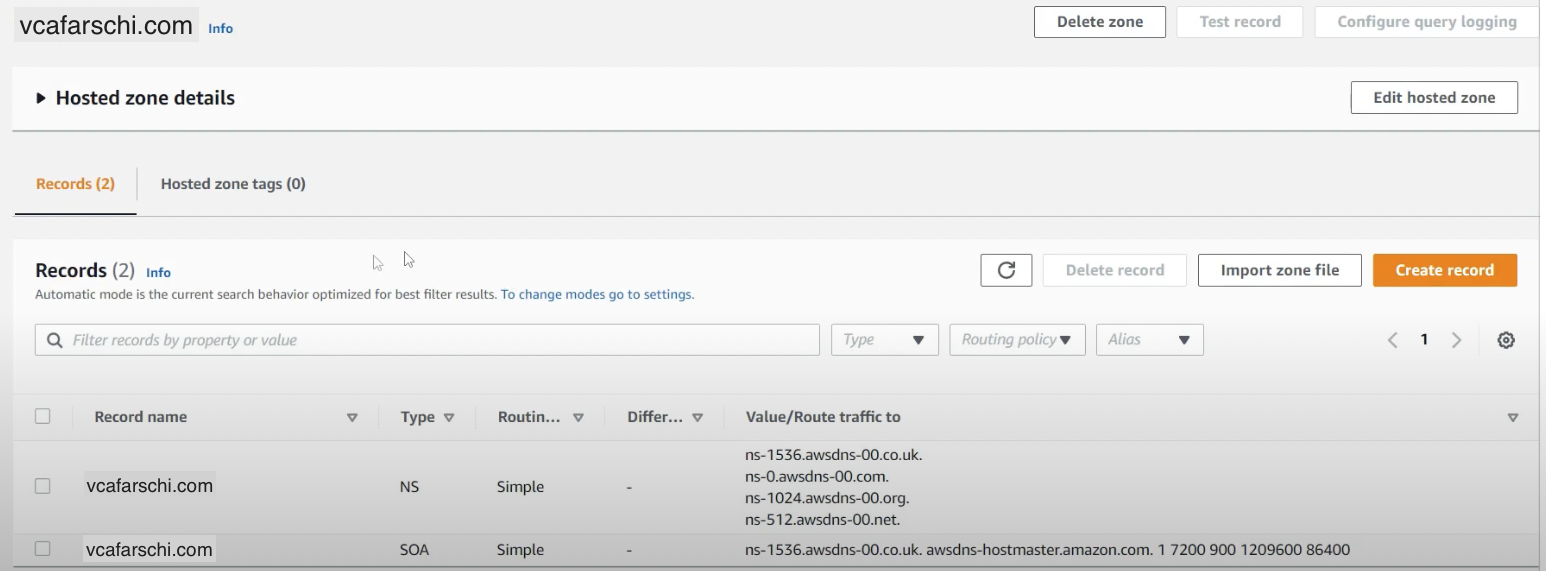 vcafarschi.com Info Delete zone Test record Configure query logging
Hosted zone details Edit hosted zone
Records (2) Hosted zone tags (0)
Records (2) Info Delete record Import zone file Create record
Automatic mode is the current search behavior optimized for best filter results. To change modes go to settings.
Filter records by property or value Type Routing policy Alias 1
Record name Type Routin... Differ... Value/Route traffic to
vcafarschi.com NS Simple - ns-1536.awsdns-00.co.uk.
ns-0.awsdns-00.com.
ns-1024.awsdns-00.org.
ns-512.awsdns-00.net.
vcafarschi.com SOA Simple - ns-1536.awsdns-00.co.uk. awsdns-hostmaster.amazon.com. 1 7200 900 1209600 86400